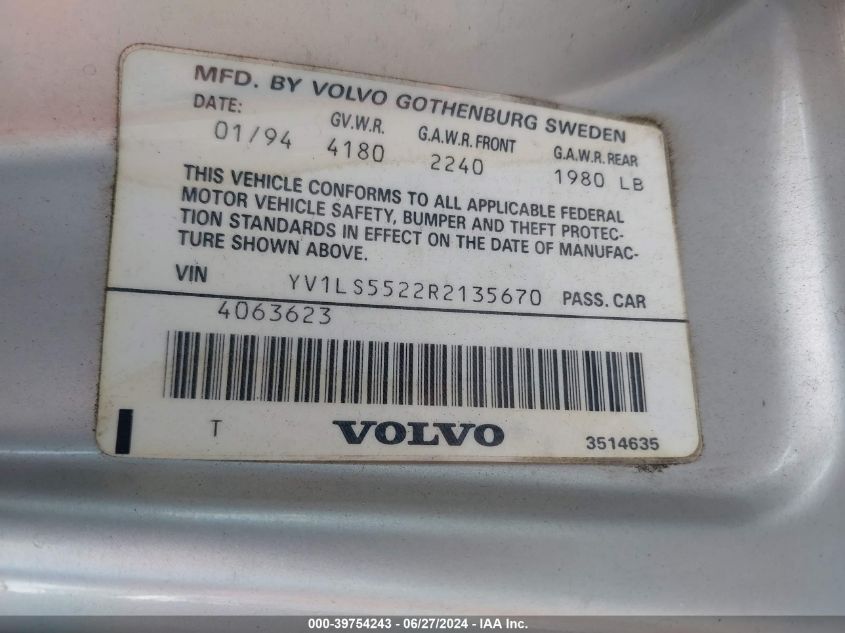 MFD. BY VOLVO GOTHENBURG SWEDEN
DATE: GV.W.R. G.A.W.R. FRONT G.A.W.R. REAR
01/94 4180 2240 1980 LB
THIS VEHICLE CONFORMS TO ALL APPLICABLE FEDERAL
MOTOR VEHICLE SAFETY, BUMPER AND THEFT PROTEC-
TION STANDARDS IN EFFECT ON THE DATE OF MANUFAC-
TURE SHOWN ABOVE.
VIN YV1LS5522R2135670 PASS. CAR
4063623
T VOLVO 3514635
000-39754243 - 06/27/2024 - IAA Inc.